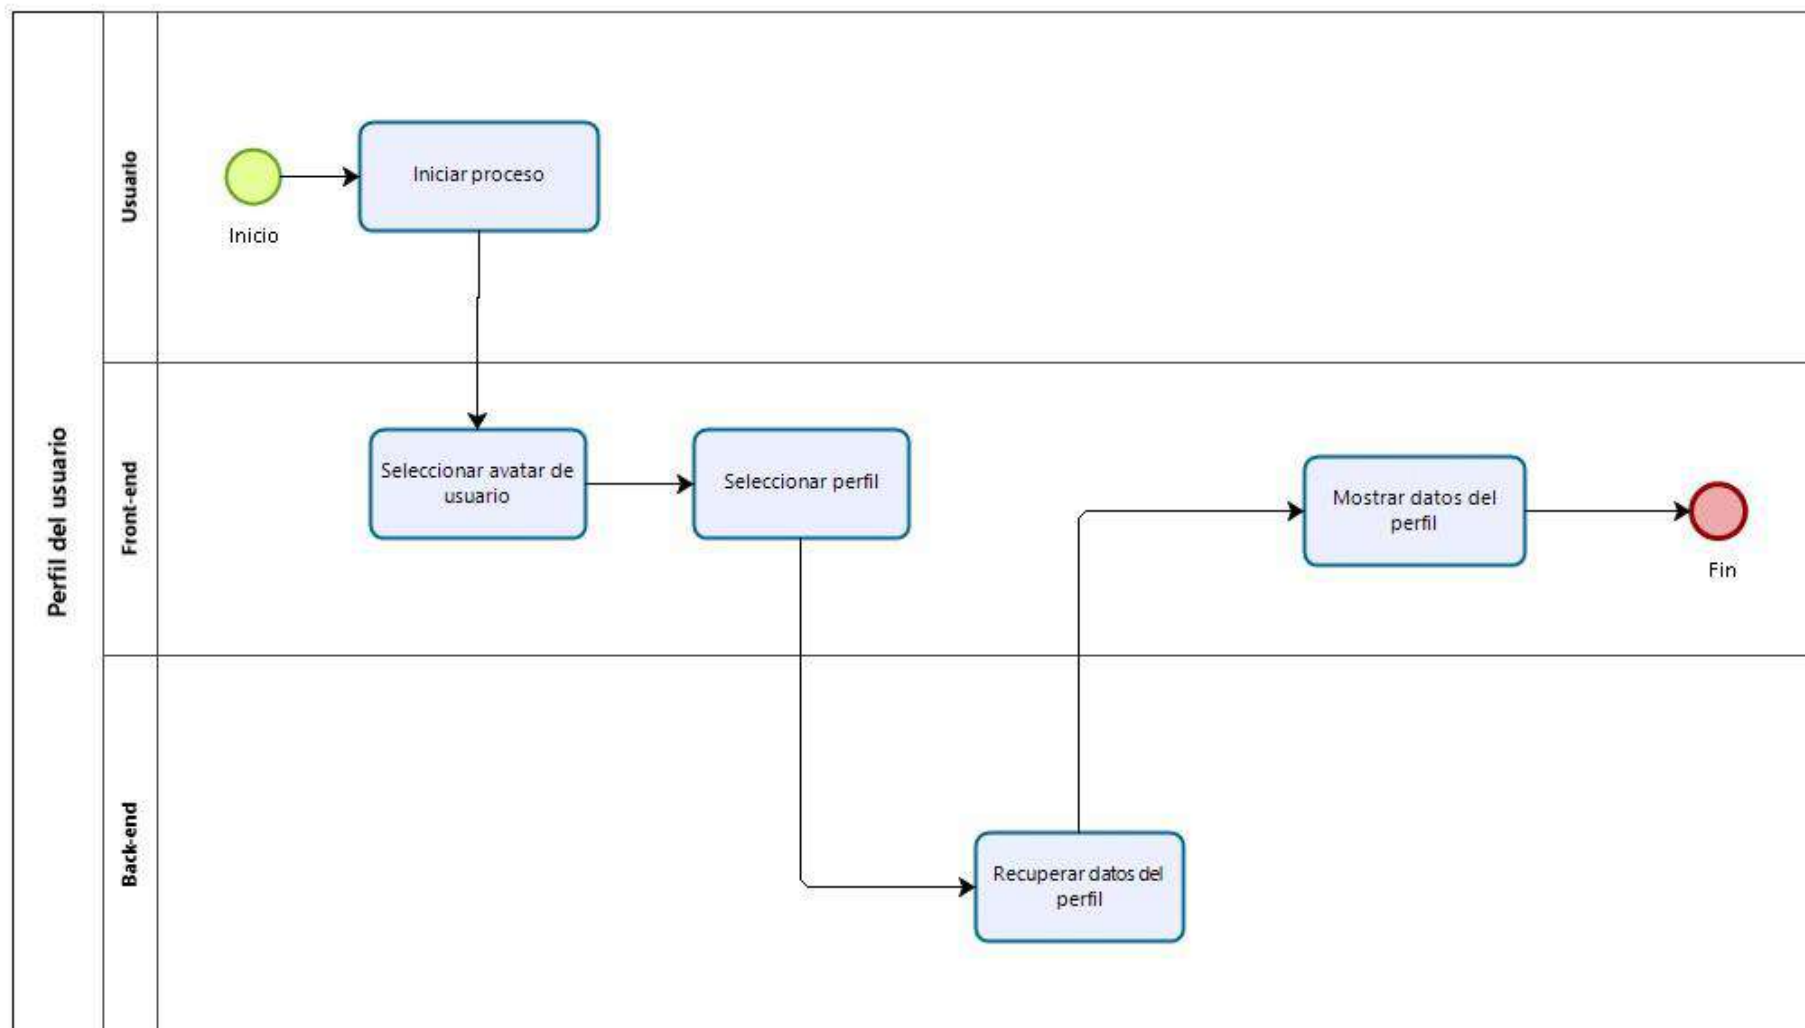 Perfil del usuario
Usuario
Inicio
Iniciar proceso
Front-end
Seleccionar avatar de
usuario
Seleccionar perfil
Mostrar datos del
perfil
Fin
Back-end
Recuperar datos del
perfil